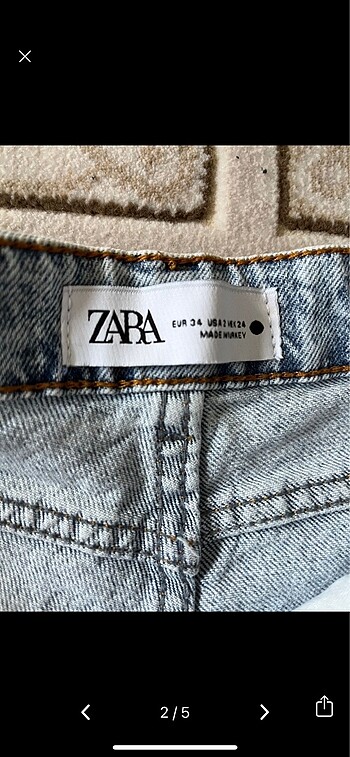 ZARA
EUR 34 USA 2 MEX 24
MADE IN TURKEY
2/5